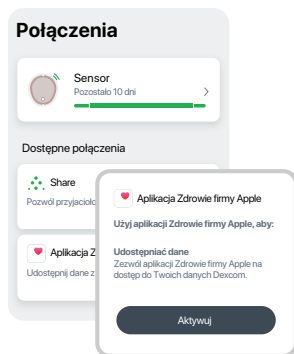 Połączenia
Sensor
Pozostało 10 dni
Dostępne połączenia
Share
Pozwól
Aplikacja
Udostępnij dane z
Aplikacja Zdrowie firmy Apple
Użyj aplikacji Zdrowie firmy Apple, aby:
Udostępniać dane
Zezwól aplikacji Zdrowie firmy Apple na
dostęp do Twoich danych Dexcom.
Aktywuj